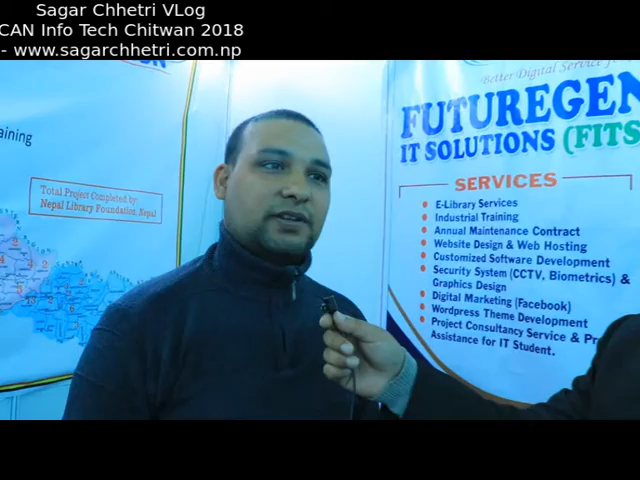 Sagar Chhetri VLog
CAN Info Tech Chitwan 2018
- www.sagarchhetri.com.np
aining
Total Project Completed by:
Nepal Library Foundation, Nepal
Better Digital Service
FUTUREGEN
IT SOLUTIONS (FITS
SERVICES
E-Library Services
Industrial Training
Annual Maintenance Contract
Website Design & Web Hosting
Customized Software Development
Security System (CCTV, Biometrics) &
Graphics Design
Digital Marketing (Facebook)
Wordpress Theme Development
Project Consultancy Service & Pr
Assistance for IT Student.